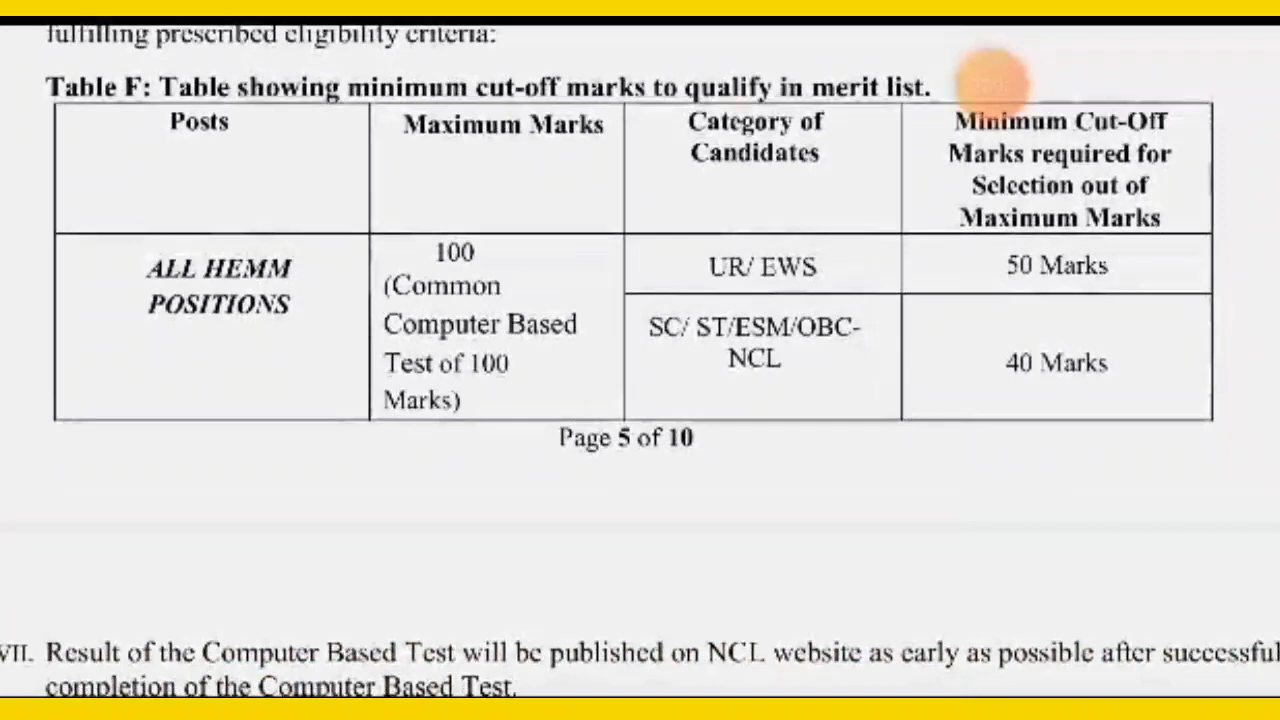 fulfilling prescribed eligibility criteria:
Table F: Table showing minimum cut-off marks to qualify in merit list.
Posts
Maximum Marks
Category of
Candidates
Minimum Cut-Off
Marks required for
Selection out of
Maximum Marks
ALL HEMM
POSITIONS
100
(Common
Computer Based
Test of 100
Marks)
UR/ EWS
50 Marks
SC/ ST/ESM/OBC-
NCL
40 Marks
Page 5 of 10
VII. Result of the Computer Based Test will be published on NCL website as early as possible after successful
completion of the Computer Based Test.